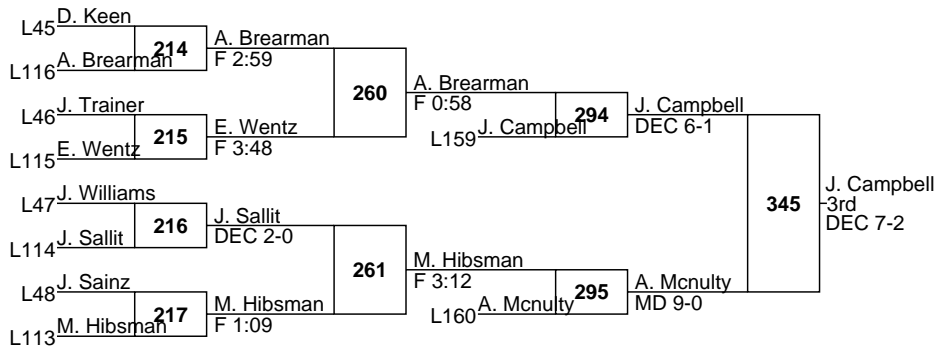 L45 D. Keen
214
L116 A. Brearman
A. Brearman
F 2:59
L46 J. Trainer
215
L115 E. Wentz
E. Wentz
F 3:48
260
A. Brearman
F 0:58
L159 J. Campbell
294
J. Campbell
DEC 6-1
L47 J. Williams
216
L114 J. Sallit
J. Sallit
DEC 2-0
L48 J. Sainz
217
L113 M. Hibsman
M. Hibsman
F 1:09
261
M. Hibsman
F 3:12
L160 A. Mcnulty
295
A. Mcnulty
MD 9-0
345
J. Campbell
3rd
DEC 7-2